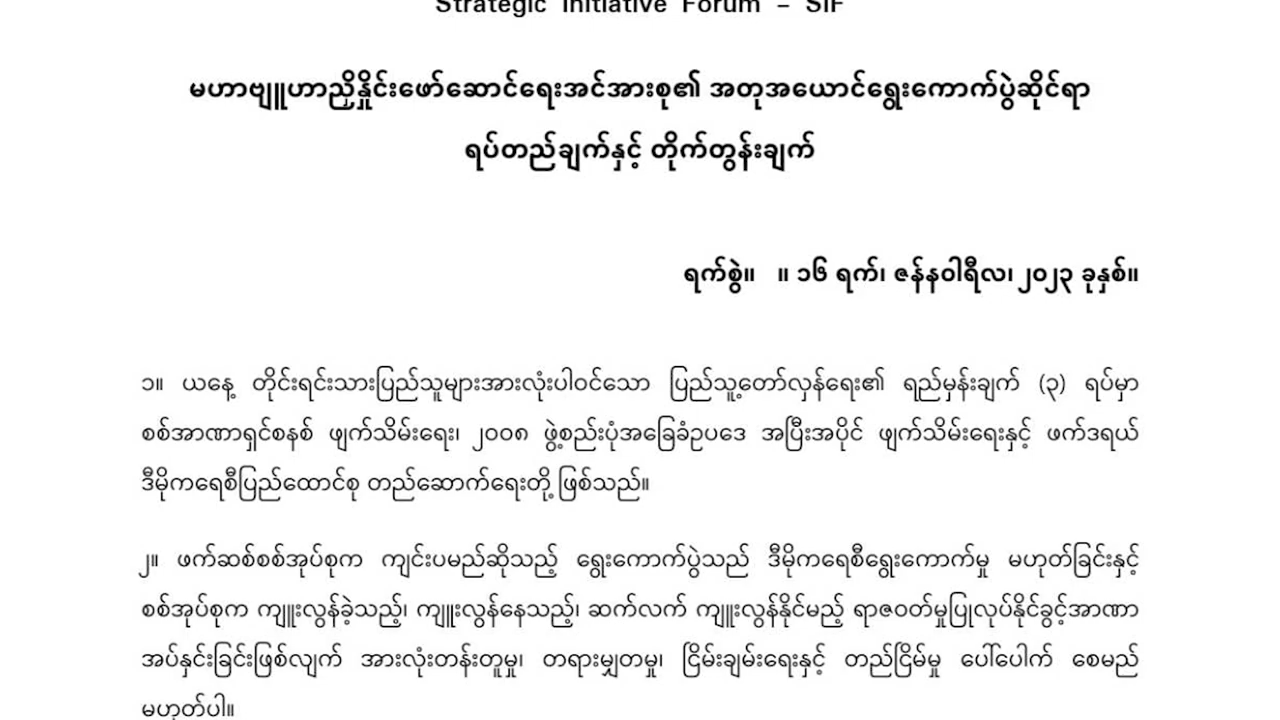 Strategic Initiative Forum – SIF
မဟာဗျူဟာညှိနှိုင်းဖော်ဆောင်ရေးအင်အားစု၏ အတုအယောင်ရွေးကောက်ပွဲဆိုင်ရာ
ရပ်တည်ချက်နှင့် တိုက်တွန်းချက်
ရက်စွဲ။ ။ ၁၆ ရက်၊ ဇန်နဝါရီလ၊ ၂၀၂၃ ခုနှစ်။
၁။ ယနေ့ တိုင်းရင်းသားပြည်သူများအားလုံးပါဝင်သော ပြည်သူ့တော်လှန်ရေး၏ ရည်မှန်းချက် (၃) ရပ်မှာ
စစ်အာဏာရှင်စနစ် ဖျက်သိမ်းရေး၊ ၂၀၀၈ ဖွဲ့စည်းပုံအခြေခံဥပဒေ အပြီးအပိုင် ဖျက်သိမ်းရေးနှင့် ဖက်ဒရယ်
ဒီမိုကရေစီပြည်ထောင်စု တည်ဆောက်ရေးတို့ ဖြစ်သည်။
၂။ ဖက်ဆစ်စစ်အုပ်စုက ကျင်းပမည်ဆိုသည့် ရွေးကောက်ပွဲသည် ဒီမိုကရေစီရွေးကောက်မှု မဟုတ်ခြင်းနှင့်
စစ်အုပ်စုက ကျူးလွန်ခဲ့သည့်၊ ကျူးလွန်နေသည့်၊ ဆက်လက် ကျူးလွန်နိုင်မည့် ရာဇဝတ်မှုပြုလုပ်နိုင်ခွင့်အာဏာ
အပ်နှင်းခြင်းဖြစ်လျက် အားလုံးတန်းတူမှု၊ တရားမျှတမှု၊ ငြိမ်းချမ်းရေးနှင့် တည်ငြိမ်မှု ပေါ်ပေါက် စေမည်
မဟုတ်ပါ။